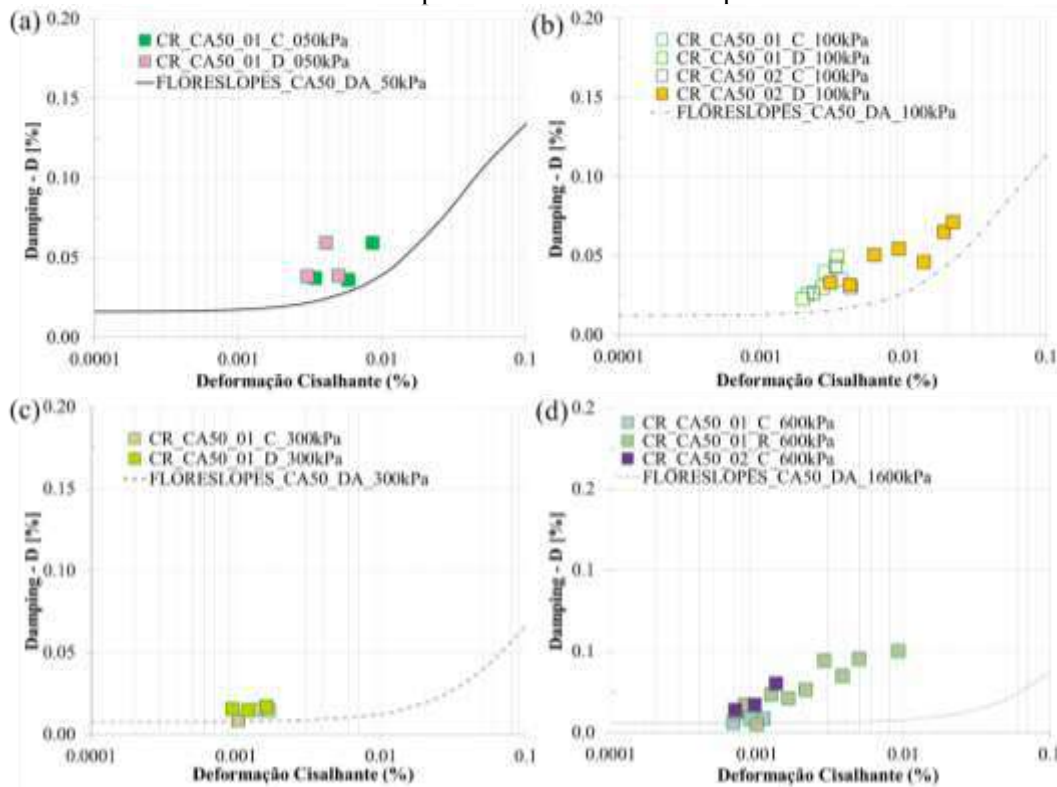 (a)
0.20
CR_CA50_01_C_050kPa
CR_CA50_01_D_050kPa
FLORESLOPES_CA50_DA_50kPa
0.15
0.10
0.05
0.00
Damping - D [%]
0.0001 0.001 0.01 0.1
Deformação Cisalhante (%)
(b)
0.20
CR_CA50_01_C_100kPa
CR_CA50_01_D_100kPa
CR_CA50_02_C_100kPa
CR_CA50_02_D_100kPa
FLORESLOPES_CA50_DA_100kPa
0.15
0.10
0.05
0.00
Damping - D [%]
0.0001 0.001 0.01 0.1
Deformação Cisalhante (%)
(c)
0.20
CR_CA50_01_C_300kPa
CR_CA50_01_D_300kPa
FLORESLOPES_CA50_DA_300kPa
0.15
0.10
0.05
0.00
Damping - D [%]
0.0001 0.001 0.01 0.1
Deformação Cisalhante (%)
(d)
0.2
CR_CA50_01_C_600kPa
CR_CA50_01_R_600kPa
CR_CA50_02_C_600kPa
FLORESLOPES_CA50_DA_1600kPa
0.2
0.1
0.1
0.0
Damping - D [%]
0.0001 0.001 0.01 0.1
Deformação Cisalhante (%)